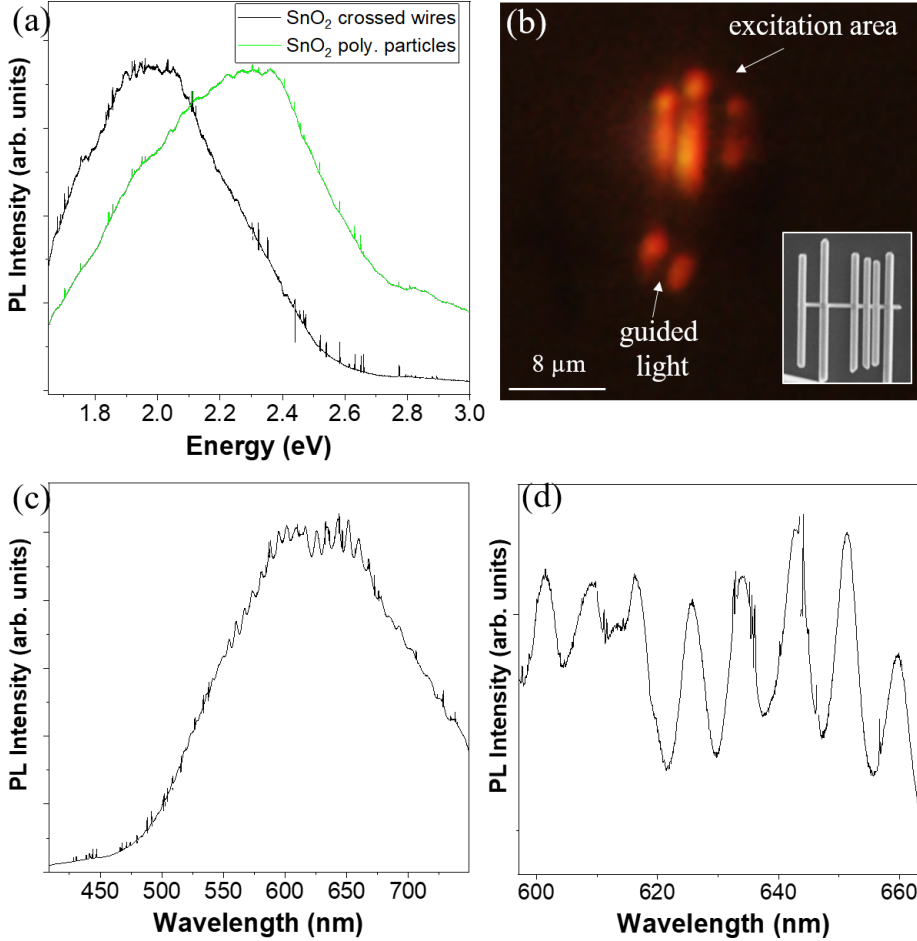 (a)
SnO₂ crossed wires
SnO₂ poly. particles
PL Intensity (arb. units)
1.8 2.0 2.2 2.4 2.6 2.8 3.0
Energy (eV)
(b)
excitation area
guided
light
8 µm
(c)
PL Intensity (arb. units)
450 500 550 600 650 700
Wavelength (nm)
(d)
PL Intensity (arb. units)
600 620 640 660
Wavelength (nm)